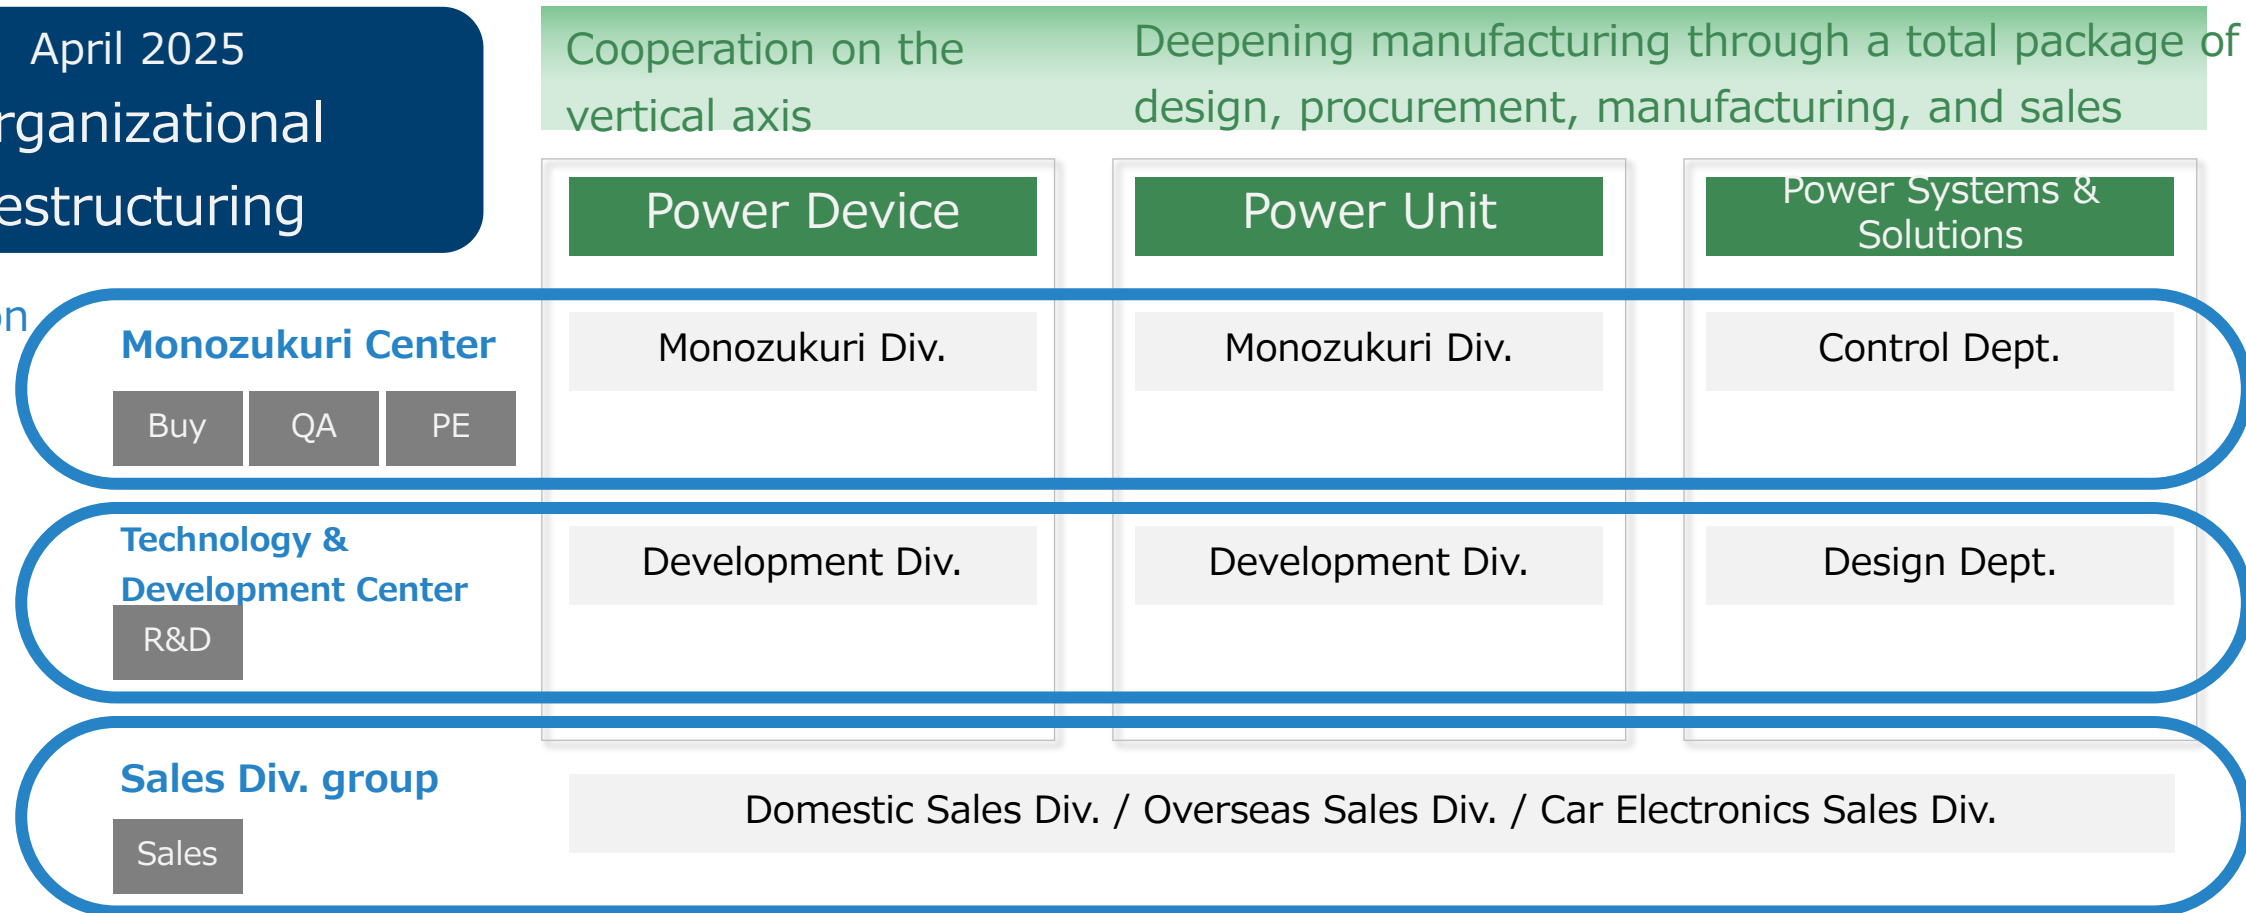 April 2025
rganizational
estructuring
Cooperation on the
vertical axis
Deepening manufacturing through a total package of
design, procurement, manufacturing, and sales
Power Device
Power Unit
Power Systems &
Solutions
on
Monozukuri Center
Buy
QA
PE
Monozukuri Div.
Monozukuri Div.
Control Dept.
Technology &
Development Center
R&D
Development Div.
Development Div.
Design Dept.
Sales Div. group
Sales
Domestic Sales Div. / Overseas Sales Div. / Car Electronics Sales Div.